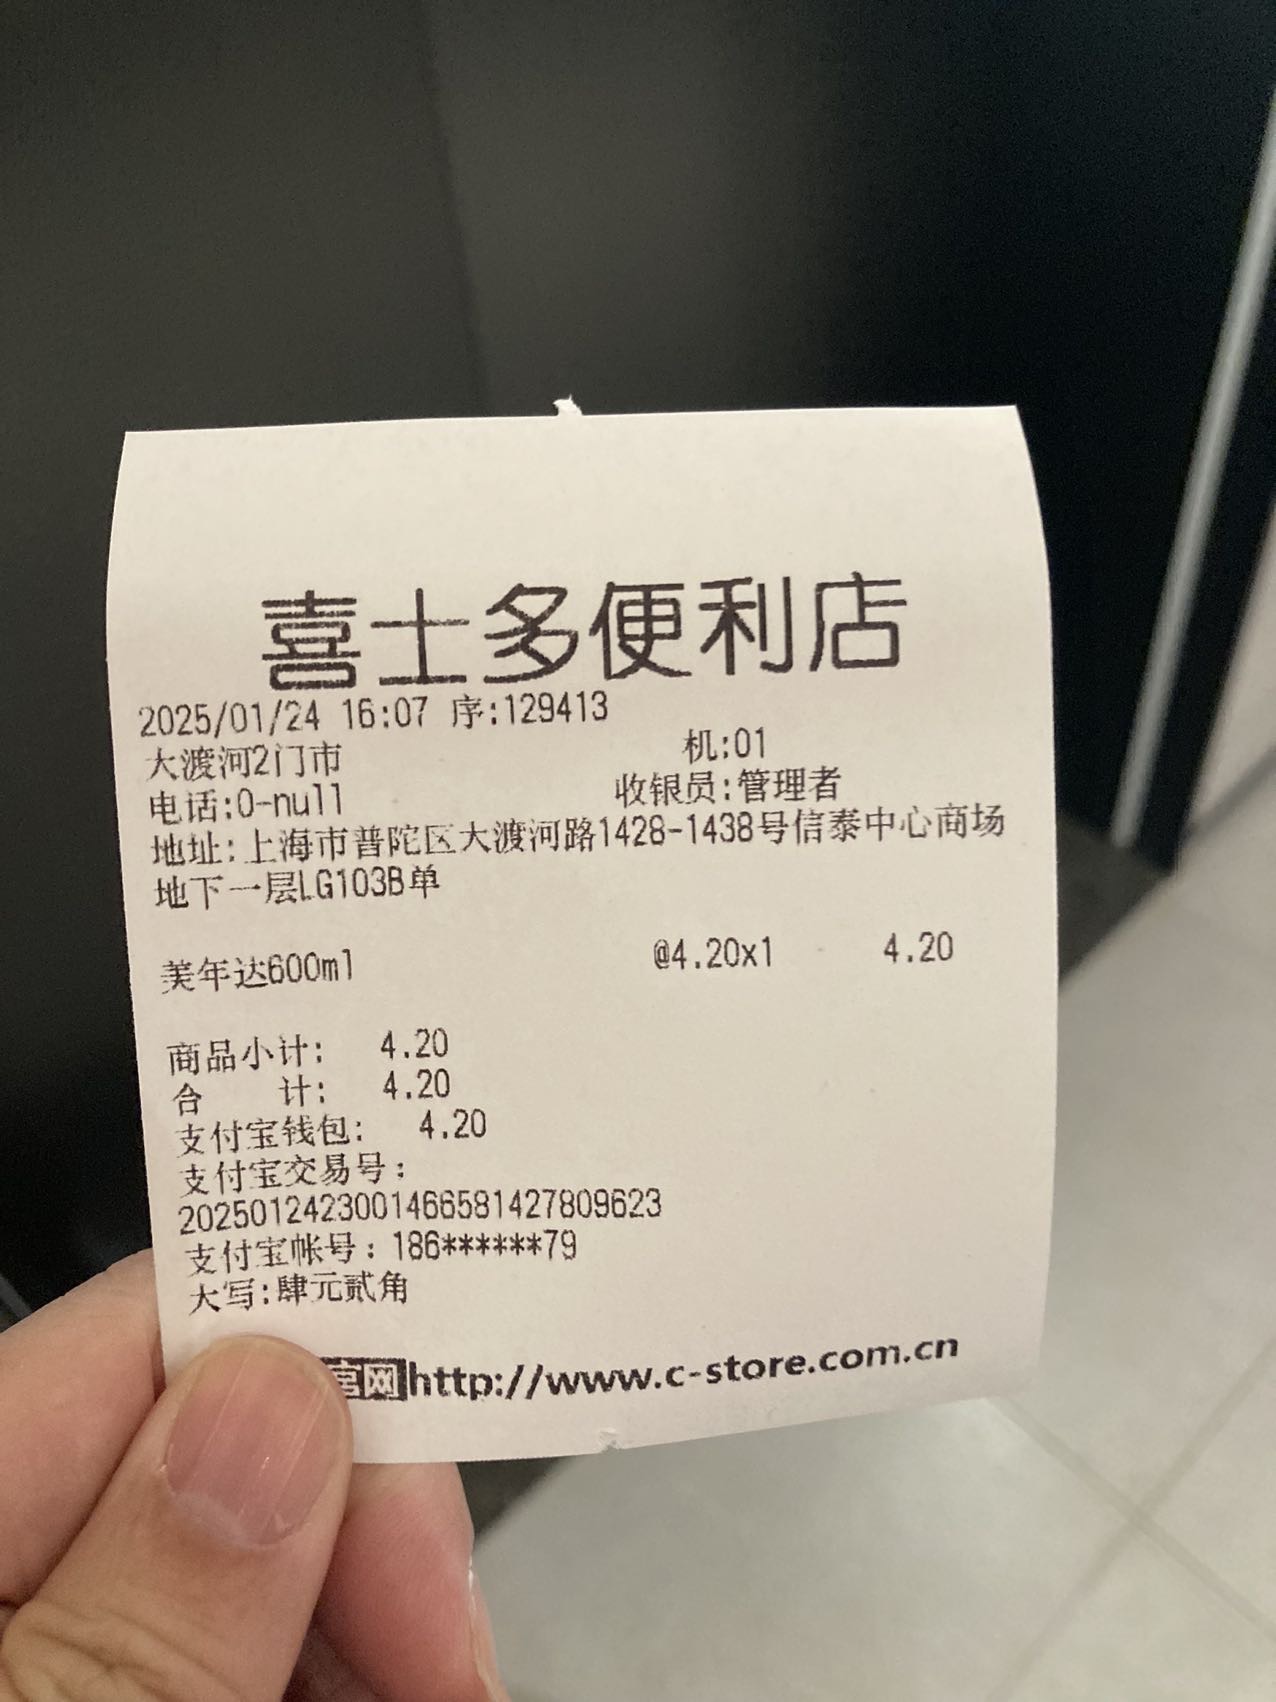 喜士多便利店
2025/01/24 16:07 序:129413
大渡河2门市 机:01
电话:0-null 收银员:管理者
地址:上海市普陀区大渡河路1428-1438号信泰中心商场
地下一层LG103B单
美年达600ml @4.20x1 4.20
商品小计: 4.20
合 计: 4.20
支付宝钱包: 4.20
支付宝交易号:
2025012423001466581427809623
支付宝帐号:186******79
大写:肆元贰角
官网http://www.c-store.com.cn